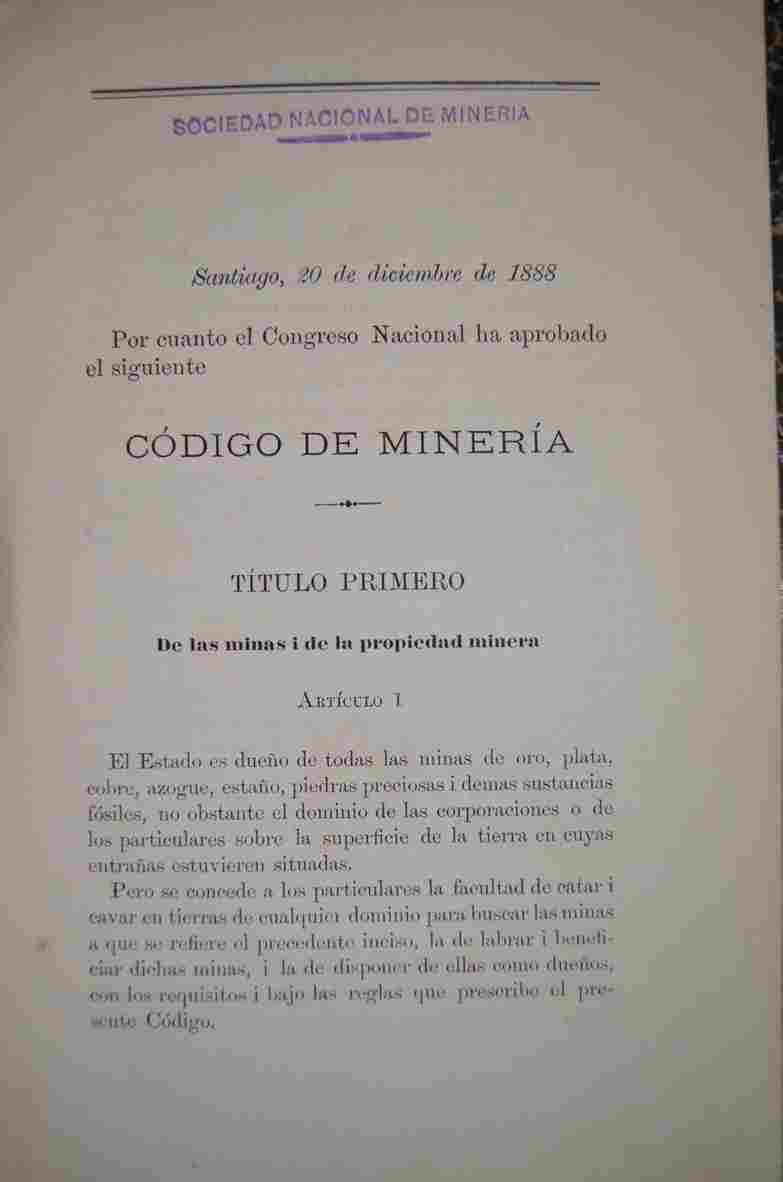 SOCIEDAD NACIONAL DE MINERIA
Santiago, 20 de diciembre de 1888
Por cuanto el Congreso Nacional ha aprobado
el siguiente
CÓDIGO DE MINERÍA
TÍTULO PRIMERO
De las minas i de la propiedad minera
ARTÍCULO I
El Estado es dueño de todas las minas de oro, plata,
cobre, azogue, estaño, piedras preciosas i demas sustancias
fósiles, no obstante el dominio de las corporaciones o de
los particulares sobre la superficie de la tierra en cuyas
entrañas estuvieren situadas.
Pero se concede a los particulares la facultad de catar i
cavar en tierras de cualquier dominio para buscar las minas
a que se refiere el precedente inciso, la de labrar i benefi-
ciar dichas minas, i la de disponer de ellas como dueños,
con los requisitos i bajo las reglas que prescribe el pre-
sente Código.